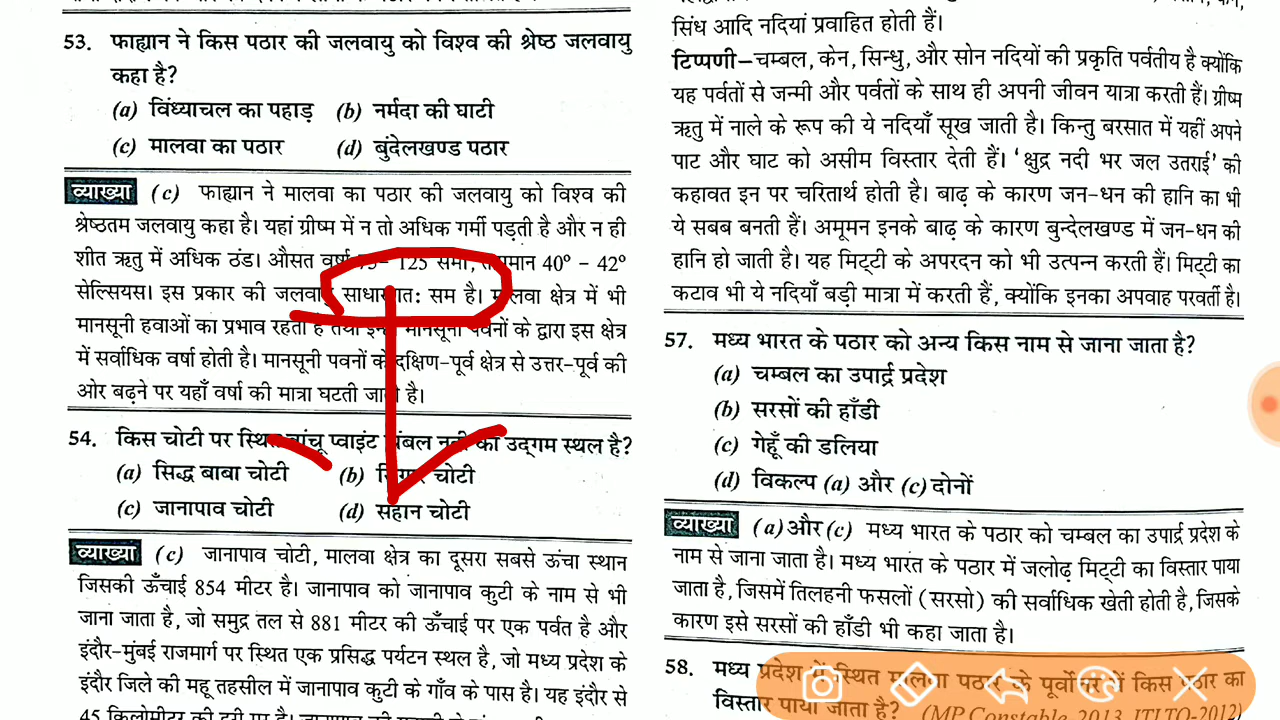 53. फाह्यान ने किस पठार की जलवायु को विश्व की श्रेष्ठ जलवायु
कहा है?
(a) विंध्याचल का पहाड़ (b) नर्मदा की घाटी
(c) मालवा का पठार (d) बुंदेलखण्ड पठार
व्याख्या (c) फाह्यान ने मालवा का पठार की जलवायु को विश्व की
श्रेष्ठतम जलवायु कहा है। यहां ग्रीष्म में न तो अधिक गर्मी पड़ती है और न ही
शीत ऋतु में अधिक ठंड। औसत वर्षा 125 सेमी, 40° – 42°
सेल्सियस। इस प्रकार की साधारणत: सम है। मालवा क्षेत्र में भी
मानसूनी हवाओं का प्रभाव रहता है तथा मानसूनी पवनों के द्वारा इस क्षेत्र
में सर्वाधिक वर्षा होती है। मानसूनी पवनों के दक्षिण-पूर्व क्षेत्र से उत्तर-पूर्व की
ओर बढ़ने पर यहाँ वर्षा की मात्रा घटती जाती है।
54. किस चोटी पर स्थित प्वाइंट चंबल नदी का उद्‌गम स्थल है?
(a) सिद्ध बाबा चोटी (b) चोटी
(c) जानापाव चोटी (d) चोटी
व्याख्या (c) जानापाव चोटी, मालवा क्षेत्र का दूसरा सबसे ऊंचा स्थान
जिसकी ऊँचाई 854 मीटर है। जानापाव को जानापाव कुटी के नाम से भी
जाना जाता है, जो समुद्र तल से 881 मीटर की ऊँचाई पर एक पर्वत है और
इंदौर-मुंबई राजमार्ग पर स्थित एक प्रसिद्ध पर्यटन स्थल है, जो मध्य प्रदेश के
इंदौर जिले की महू तहसील में जानापाव कुटी के गाँव के पास है। यह इंदौर से
45 किलोमीटर की दूरी पर है।
सिंध आदि नदियां प्रवाहित होती हैं।
टिप्पणी–चम्बल, केन, सिन्धु, और सोन नदियों की प्रकृति पर्वतीय है क्योंकि
यह पर्वतों से जन्मी और पर्वतों के साथ ही अपनी जीवन यात्रा करती हैं। ग्रीष्म
ऋतु में नाले के रूप की ये नदियाँ सूख जाती है। किन्तु बरसात में यहीं अपने
पाट और घाट को असीम विस्तार देती हैं। 'क्षुद्र नदी भर जल उतराई' की
कहावत इन पर चरितार्थ होती है। बाढ़ के कारण जन-धन की हानि का भी
ये सबब बनती हैं। अमूमन इनके बाढ़ के कारण बुन्देलखण्ड में जन-धन की
हानि हो जाती है। यह मिट्टी के अपरदन को भी उत्पन्न करती हैं। मिट्टी का
कटाव भी ये नदियाँ बड़ी मात्रा में करती हैं, क्योंकि इनका अपवाह परवर्ती है।
57. मध्य भारत के पठार को अन्य किस नाम से जाना जाता है?
(a) चम्बल का उपार्द्र प्रदेश
(b) सरसों की हाँडी
(c) गेहूँ की डलिया
(d) विकल्प (a) और (c) दोनों
व्याख्या (a) और (c) मध्य भारत के पठार को चम्बल का उपार्द्र प्रदेश के
नाम से जाना जाता है। मध्य भारत के पठार में जलोढ़ मिट्टी का विस्तार पाया
जाता है, जिसमें तिलहनी फसलों (सरसो) की सर्वाधिक खेती होती है, जिसके
कारण इसे सरसों की हाँडी भी कहा जाता है।
58. मध्य प्रदेश में स्थित मालवा पठार के पूर्वोत्तर में किस पठार का
विस्तार पाया जाता है? (MP Constable 2013, ITI TO-2012)